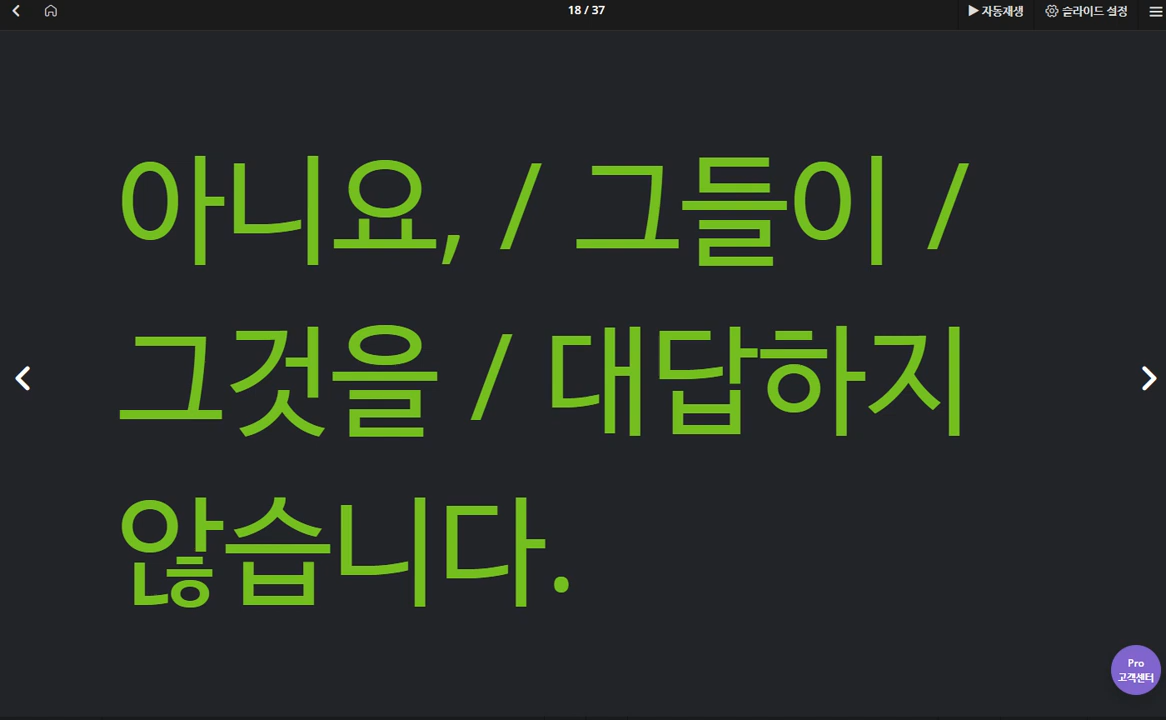 18 / 37
▶ 자동재생
슬라이드 설정
아니요, / 그들이 /
그것을 / 대답하지
않습니다.
Pro
고객센터